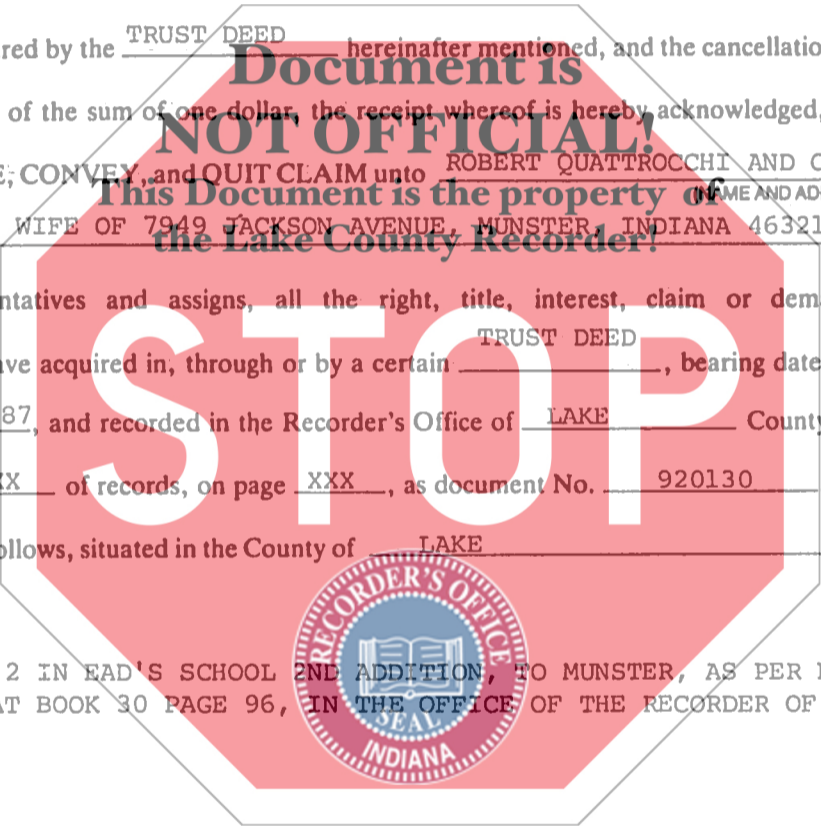 red by the TRUST DEED hereinafter mentioned, and the cancellatio
Document is
of the sum of one dollar, the receipt whereof is hereby acknowledged,
NOT OFFICIAL!
E, CONVEY, and QUIT CLAIM unto ROBERT QUATTROCCHI AND C
This Document is the property of
(NAME AND AD
WIFE OF 7949 JACKSON AVENUE, MUNSTER, INDIANA 46321
the Lake County Recorder!
ntatives and assigns, all the right, title, interest, claim or dem
STOP
ve acquired in, through or by a certain TRUST DEED, bearing date
87, and recorded in the Recorder's Office of LAKE County
XX of records, on page XXX, as document No. 920130
ollows, situated in the County of LAKE
RECORDER'S OFFICE
2 IN EAD'S SCHOOL 2ND ADDITION, TO MUNSTER, AS PER
AT BOOK 30 PAGE 96, IN THE OFFICE OF THE RECORDER OF
SEAL
INDIANA